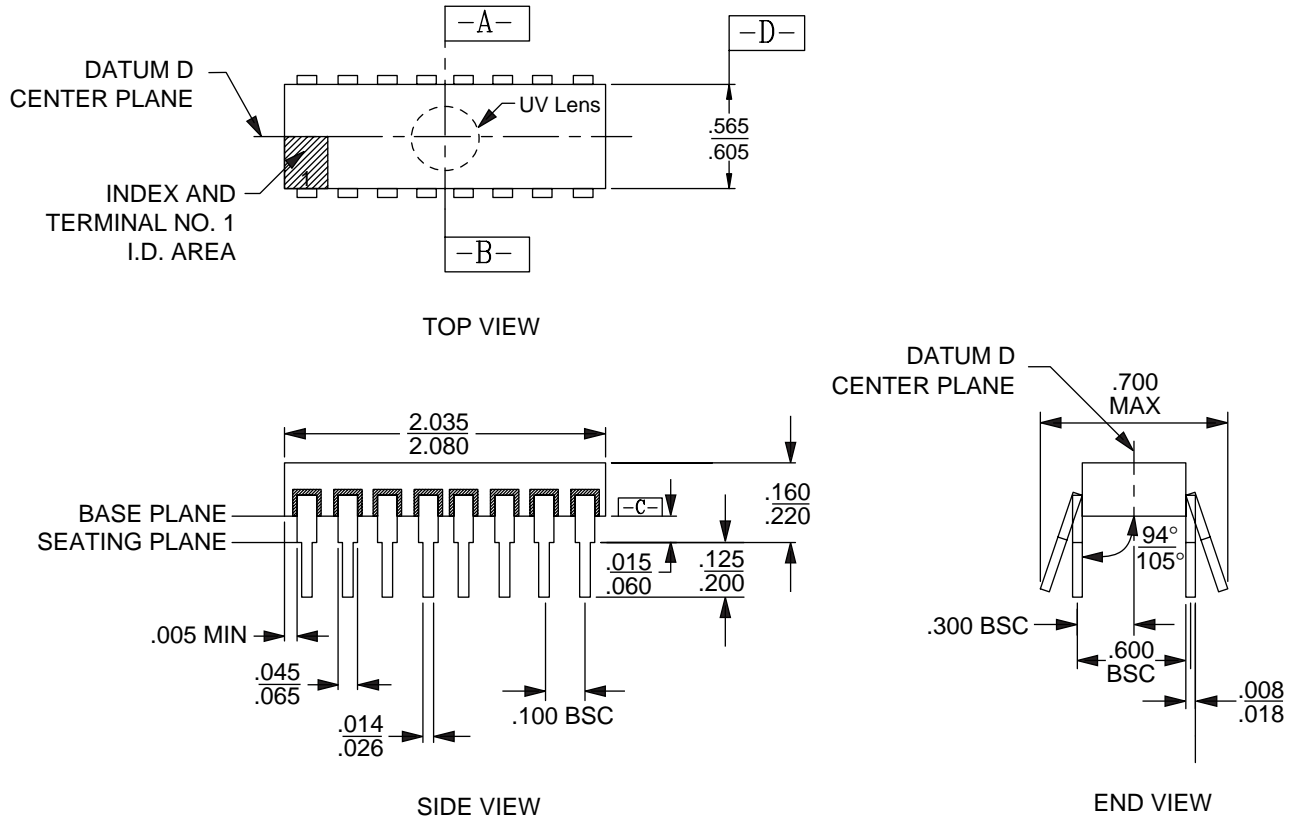 -A-
-D-
DATUM D
CENTER PLANE
UV Lens
.565
.605
1
INDEX AND
TERMINAL NO. 1
I.D. AREA
-B-
TOP VIEW
DATUM D
CENTER PLANE
.700
MAX
2.035
2.080
BASE PLANE
SEATING PLANE
-C-
.160
.220
.015
.060
.125
.200
94°
105°
.005 MIN
.300 BSC
.600
BSC
.045
.065
.100 BSC
.008
.018
.014
.026
SIDE VIEW
END VIEW